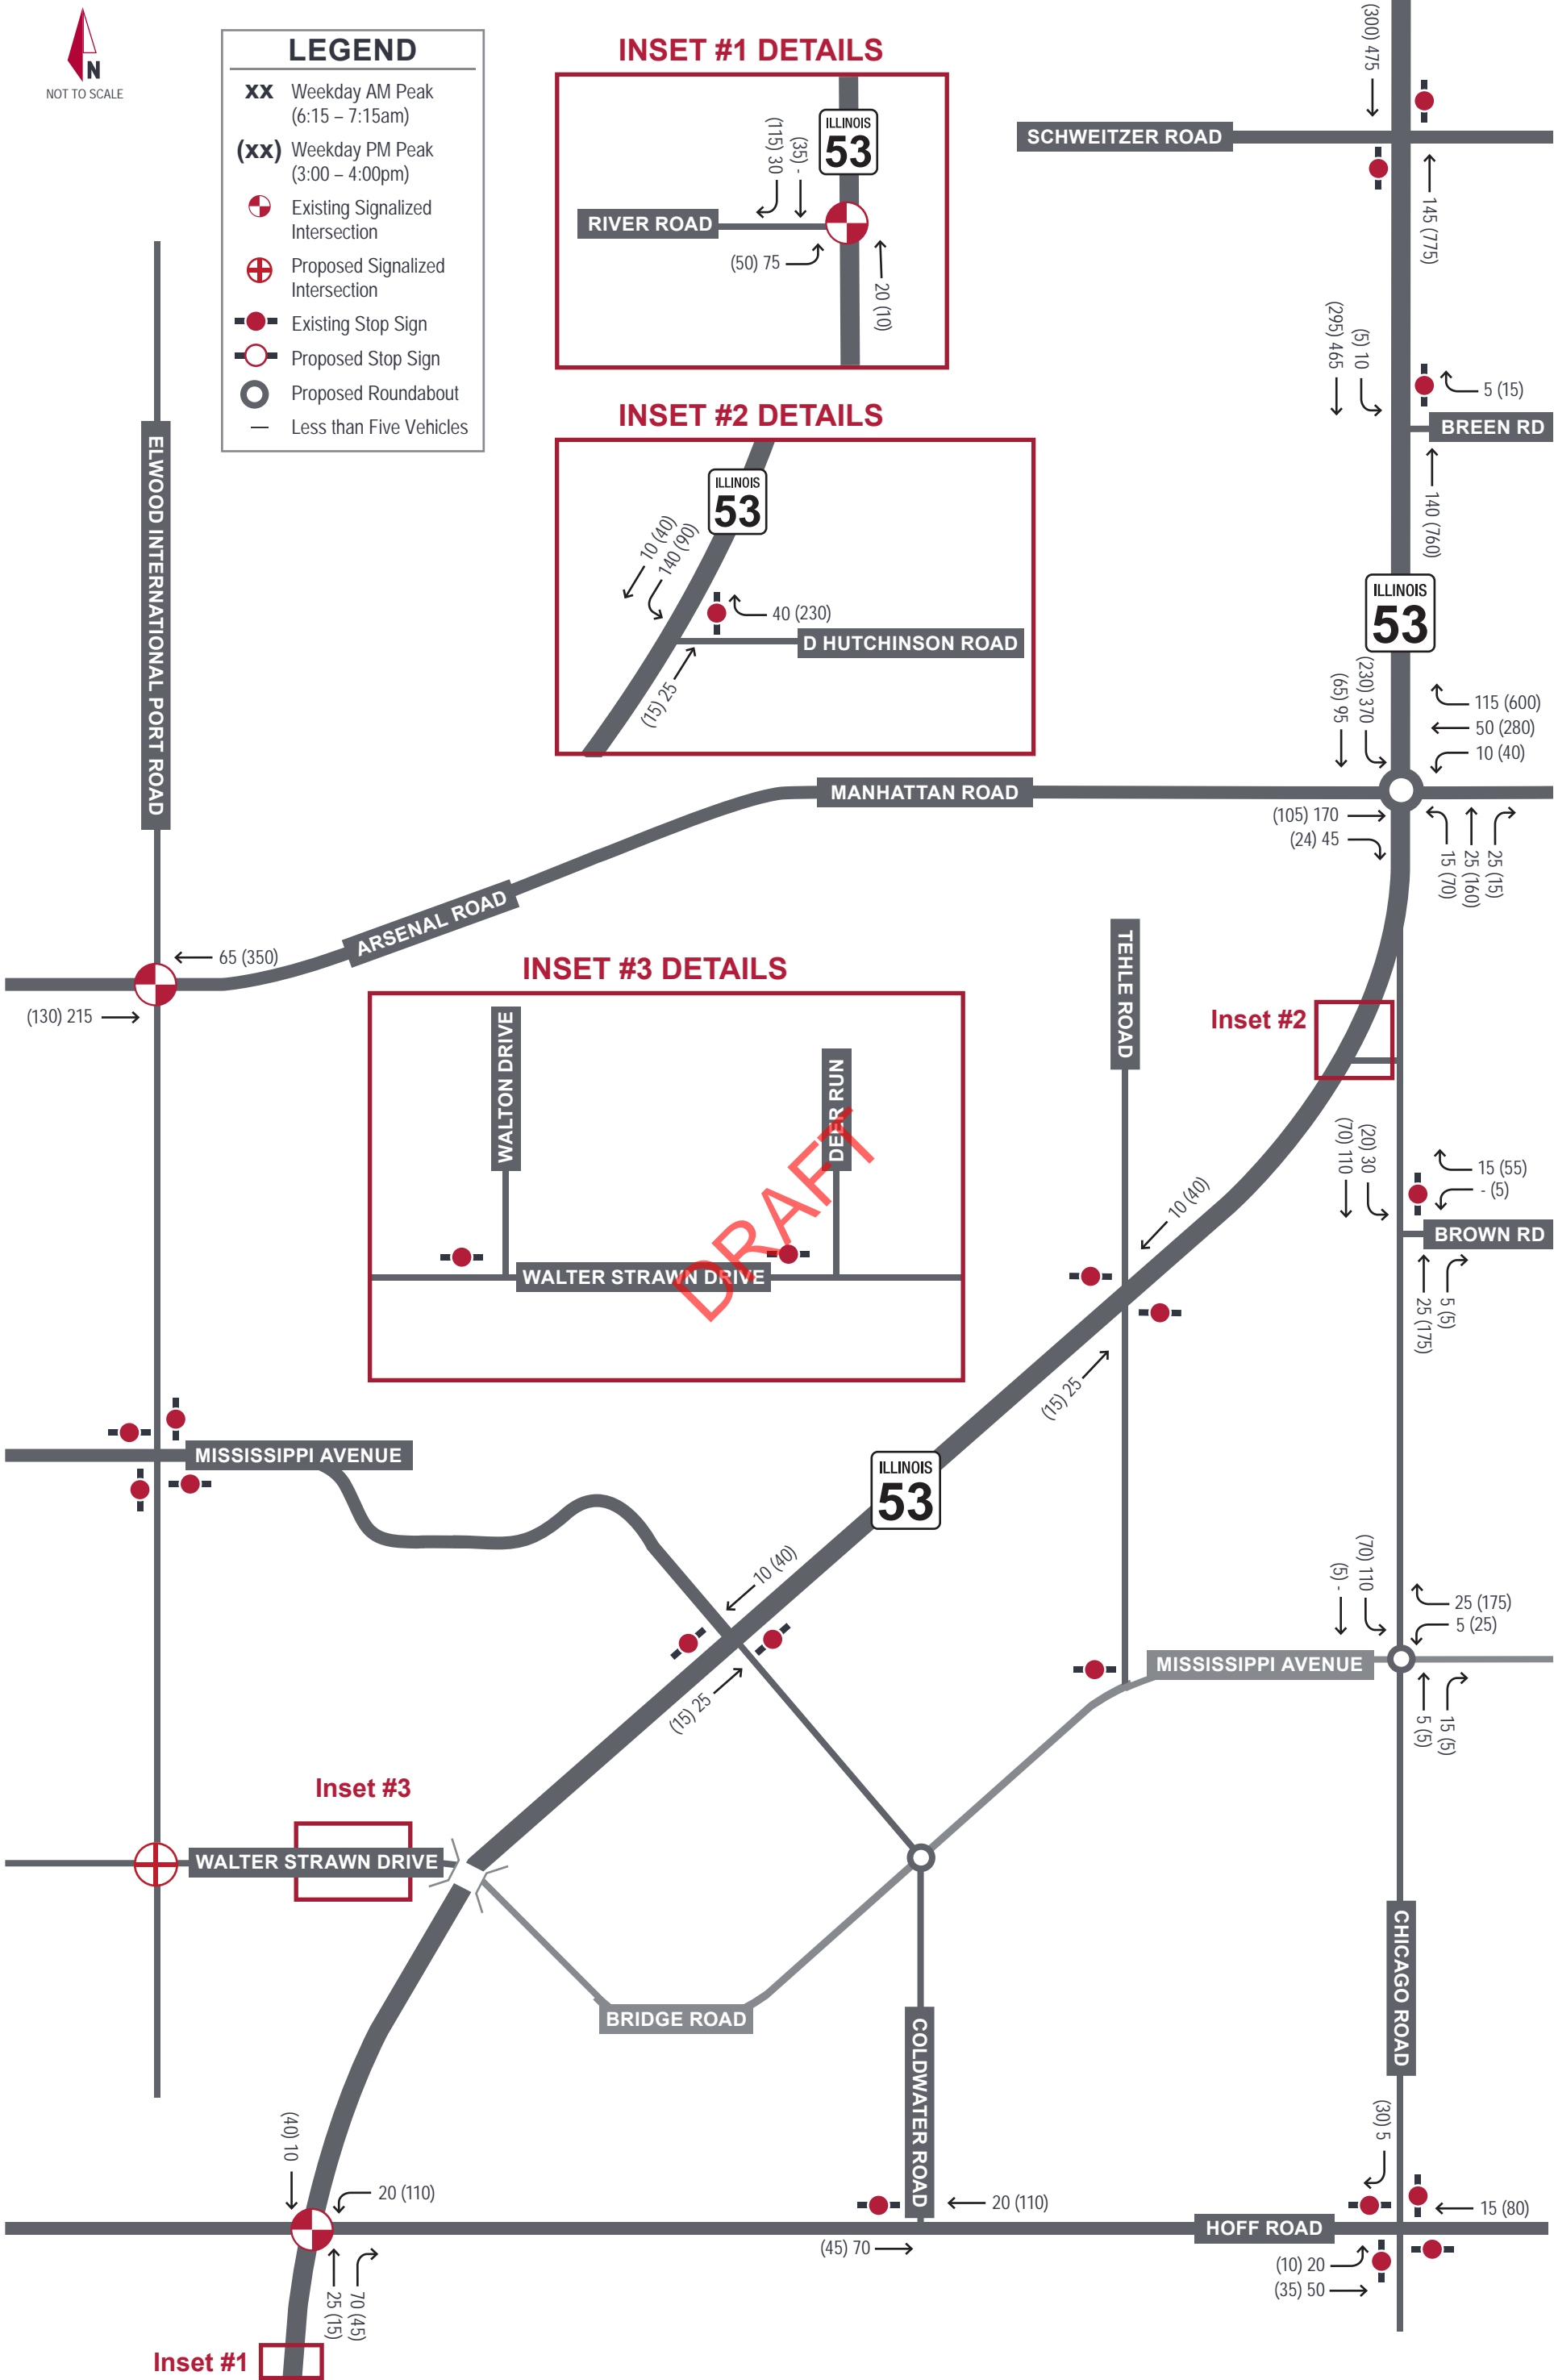 N
NOT TO SCALE
LEGEND
xx Weekday AM Peak
(6:15 – 7:15am)
(xx) Weekday PM Peak
(3:00 – 4:00pm)
Existing Signalized
Intersection
Proposed Signalized
Intersection
Existing Stop Sign
Proposed Stop Sign
Proposed Roundabout
— Less than Five Vehicles
INSET #1 DETAILS
ILLINOIS
53
(115) 30
(35) -
RIVER ROAD
(50) 75
20 (10)
INSET #2 DETAILS
ILLINOIS
53
10 (40)
140 (90)
40 (230)
D HUTCHINSON ROAD
(15) 25
(300) 475
SCHWEITZER ROAD
145 (775)
(295) 465
(5) 10
5 (15)
BREEN RD
140 (760)
ILLINOIS
53
(65) 95
(230) 370
115 (600)
50 (280)
10 (40)
MANHATTAN ROAD
(105) 170
(24) 45
15 (70)
25 (160)
25 (15)
ELWOOD INTERNATIONAL PORT ROAD
ARSENAL ROAD
65 (350)
(130) 215
INSET #3 DETAILS
WALTON DRIVE
DEER RUN
WALTER STRAWN DRIVE
DRAFT
TEHLE ROAD
Inset #2
(70) 110
(20) 30
15 (55)
- (5)
BROWN RD
25 (175)
5 (5)
10 (40)
(15) 25
MISSISSIPPI AVENUE
ILLINOIS
53
10 (40)
(15) 25
(5) -
(70) 110
25 (175)
5 (25)
MISSISSIPPI AVENUE
5 (5)
15 (5)
Inset #3
WALTER STRAWN DRIVE
BRIDGE ROAD
COLDWATER ROAD
CHICAGO ROAD
(40) 10
20 (110)
25 (15)
70 (45)
20 (110)
(45) 70
HOFF ROAD
(30) 5
15 (80)
(10) 20
(35) 50
Inset #1